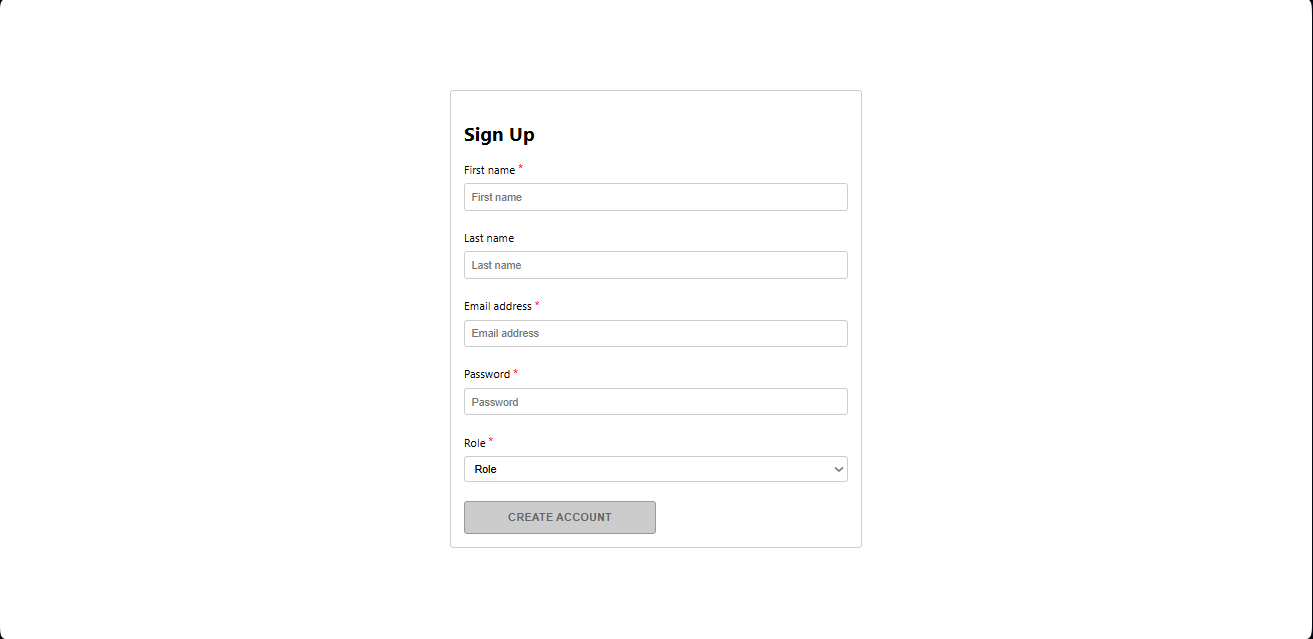 Sign Up
First name *
First name
Last name
Last name
Email address *
Email address
Password *
Password
Role *
Role
CREATE ACCOUNT